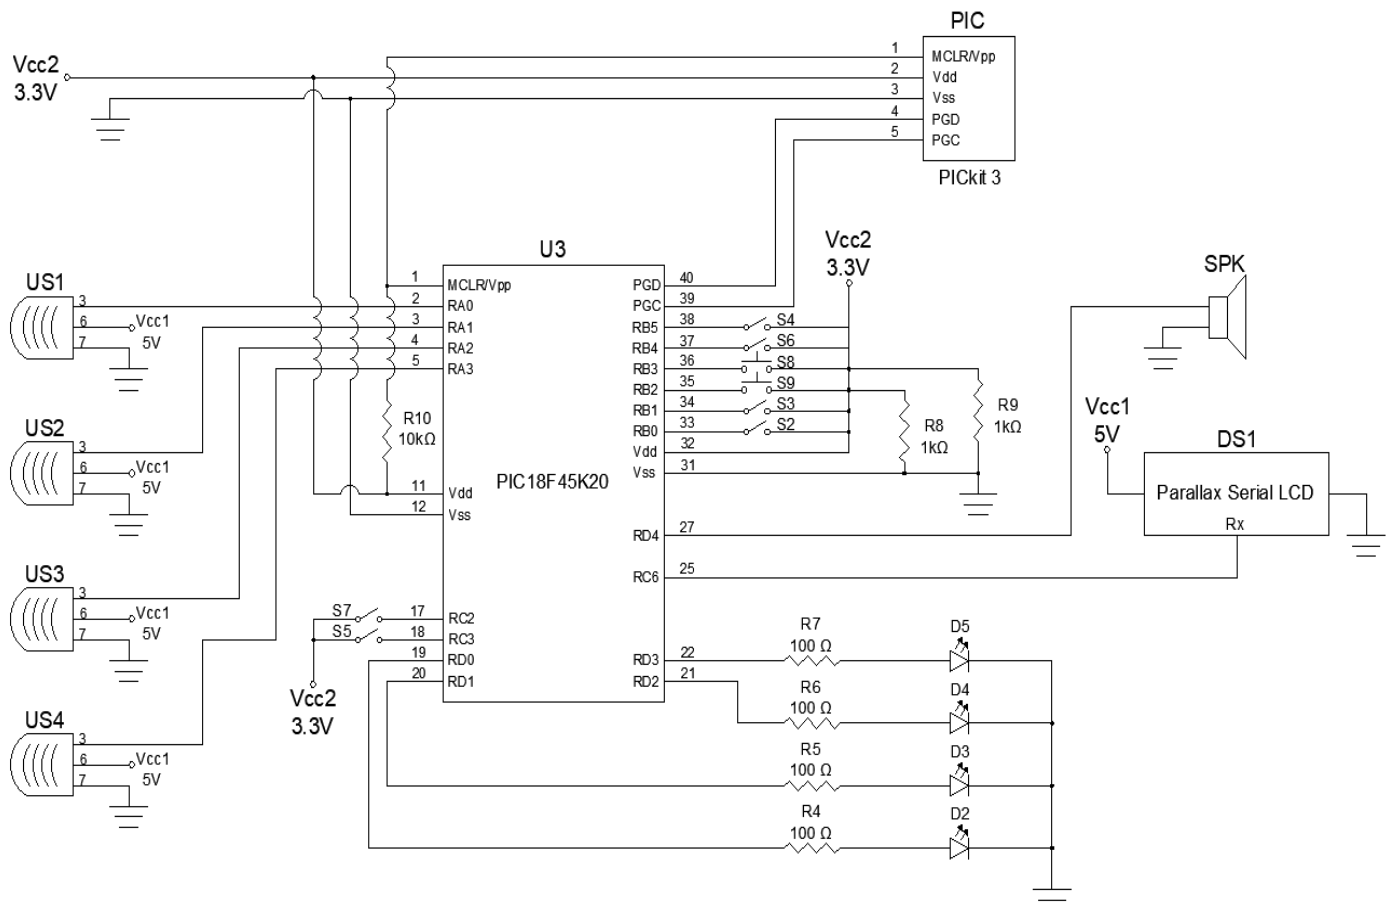 PIC
1 MCLR/Vpp
2 Vdd
3 Vss
4 PGD
5 PGC
PICkit 3
Vcc2
3.3V
U3
PIC18F45K20
1 MCLR/Vpp
2 RA0
3 RA1
4 RA2
5 RA3
11 Vdd
12 Vss
17 RC2
18 RC3
19 RD0
20 RD1
PGD 40
PGC 39
RB5 38
RB4 37
RB3 36
RB2 35
RB1 34
RB0 33
Vdd 32
Vss 31
RD4 27
RC6 25
RD3 22
RD2 21
S4
S6
S8
S9
S3
S2
Vcc2
3.3V
R8
1kΩ
R9
1kΩ
R10
10kΩ
SPK
Vcc1
5V
DS1
Parallax Serial LCD
Rx
US1
3
6 Vcc1
7 5V
US2
3
6 Vcc1
7 5V
US3
3
6 Vcc1
7 5V
US4
3
6 Vcc1
7 5V
S7
S5
Vcc2
3.3V
R7
100 Ω
D5
R6
100 Ω
D4
R5
100 Ω
D3
R4
100 Ω
D2